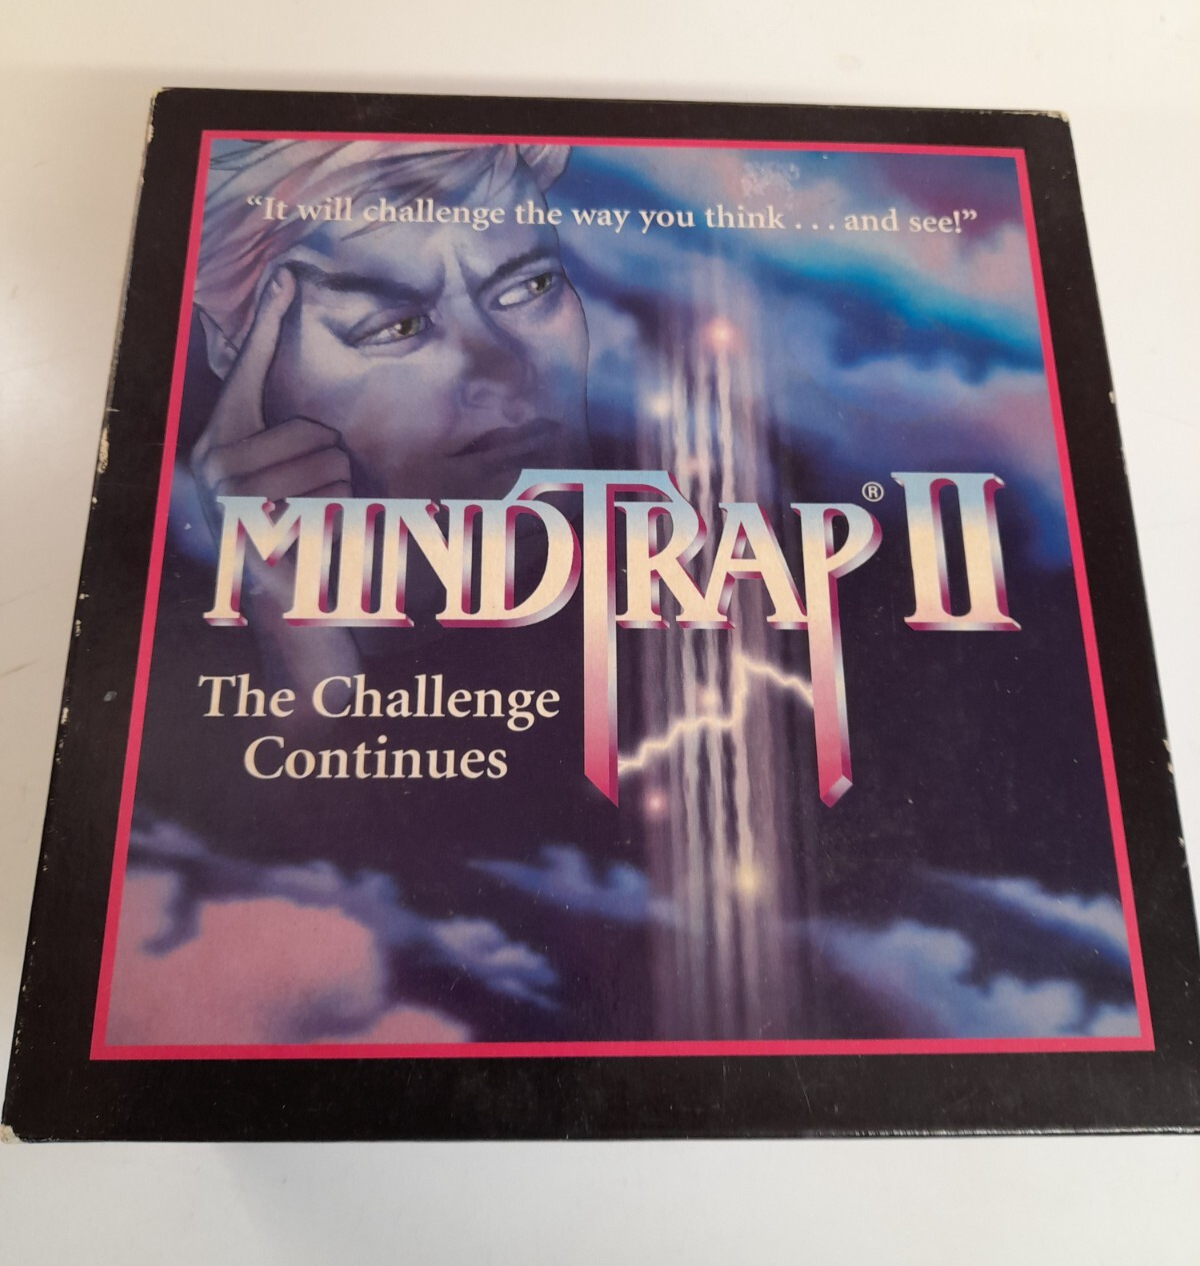 “It will challenge the way you think . . . and see!”
MINDTRAP® II
The Challenge
Continues